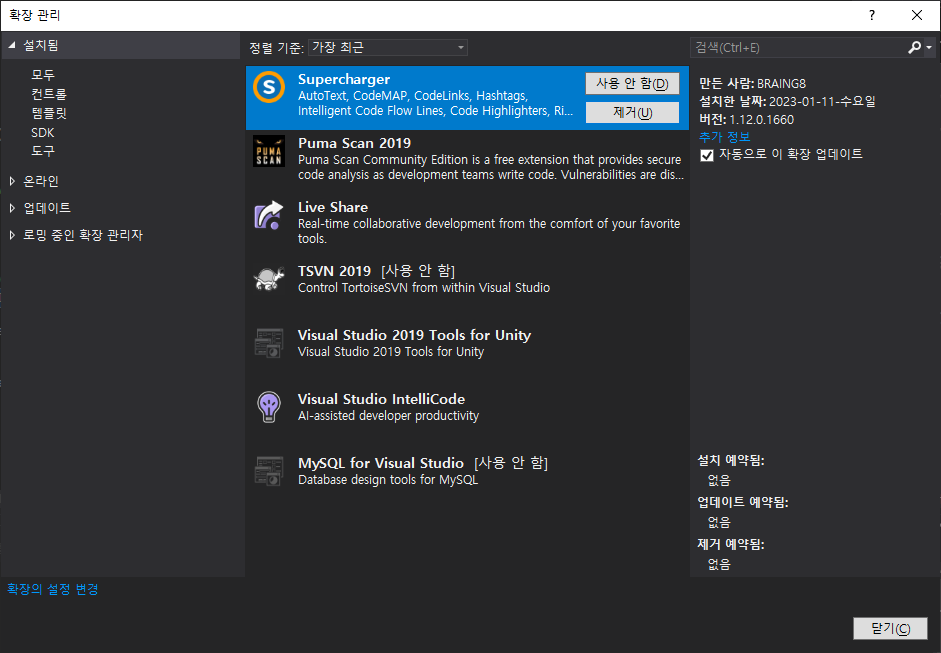 확장 관리
설치됨
모두
컨트롤
템플릿
SDK
도구
온라인
업데이트
로밍 중인 확장 관리자
정렬 기준: 가장 최근
Supercharger
AutoText, CodeMAP, CodeLinks, Hashtags,
Intelligent Code Flow Lines, Code Highlighters, Ri...
사용 안 함(D)
제거(U)
PUMA
SCAN
Puma Scan 2019
Puma Scan Community Edition is a free extension that provides secure
code analysis as development teams write code. Vulnerabilities are dis...
Live Share
Real-time collaborative development from the comfort of your favorite
tools.
TSVN 2019 [사용 안 함]
Control TortoiseSVN from within Visual Studio
Visual Studio 2019 Tools for Unity
Visual Studio 2019 Tools for Unity
Visual Studio IntelliCode
AI-assisted developer productivity
MySQL for Visual Studio [사용 안 함]
Database design tools for MySQL
검색(Ctrl+E)
만든 사람: BRAING8
설치한 날짜: 2023-01-11-수요일
버전: 1.12.0.1660
추가 정보
자동으로 이 확장 업데이트
설치 예약됨:
없음
업데이트 예약됨:
없음
제거 예약됨:
없음
확장의 설정 변경
닫기(C)